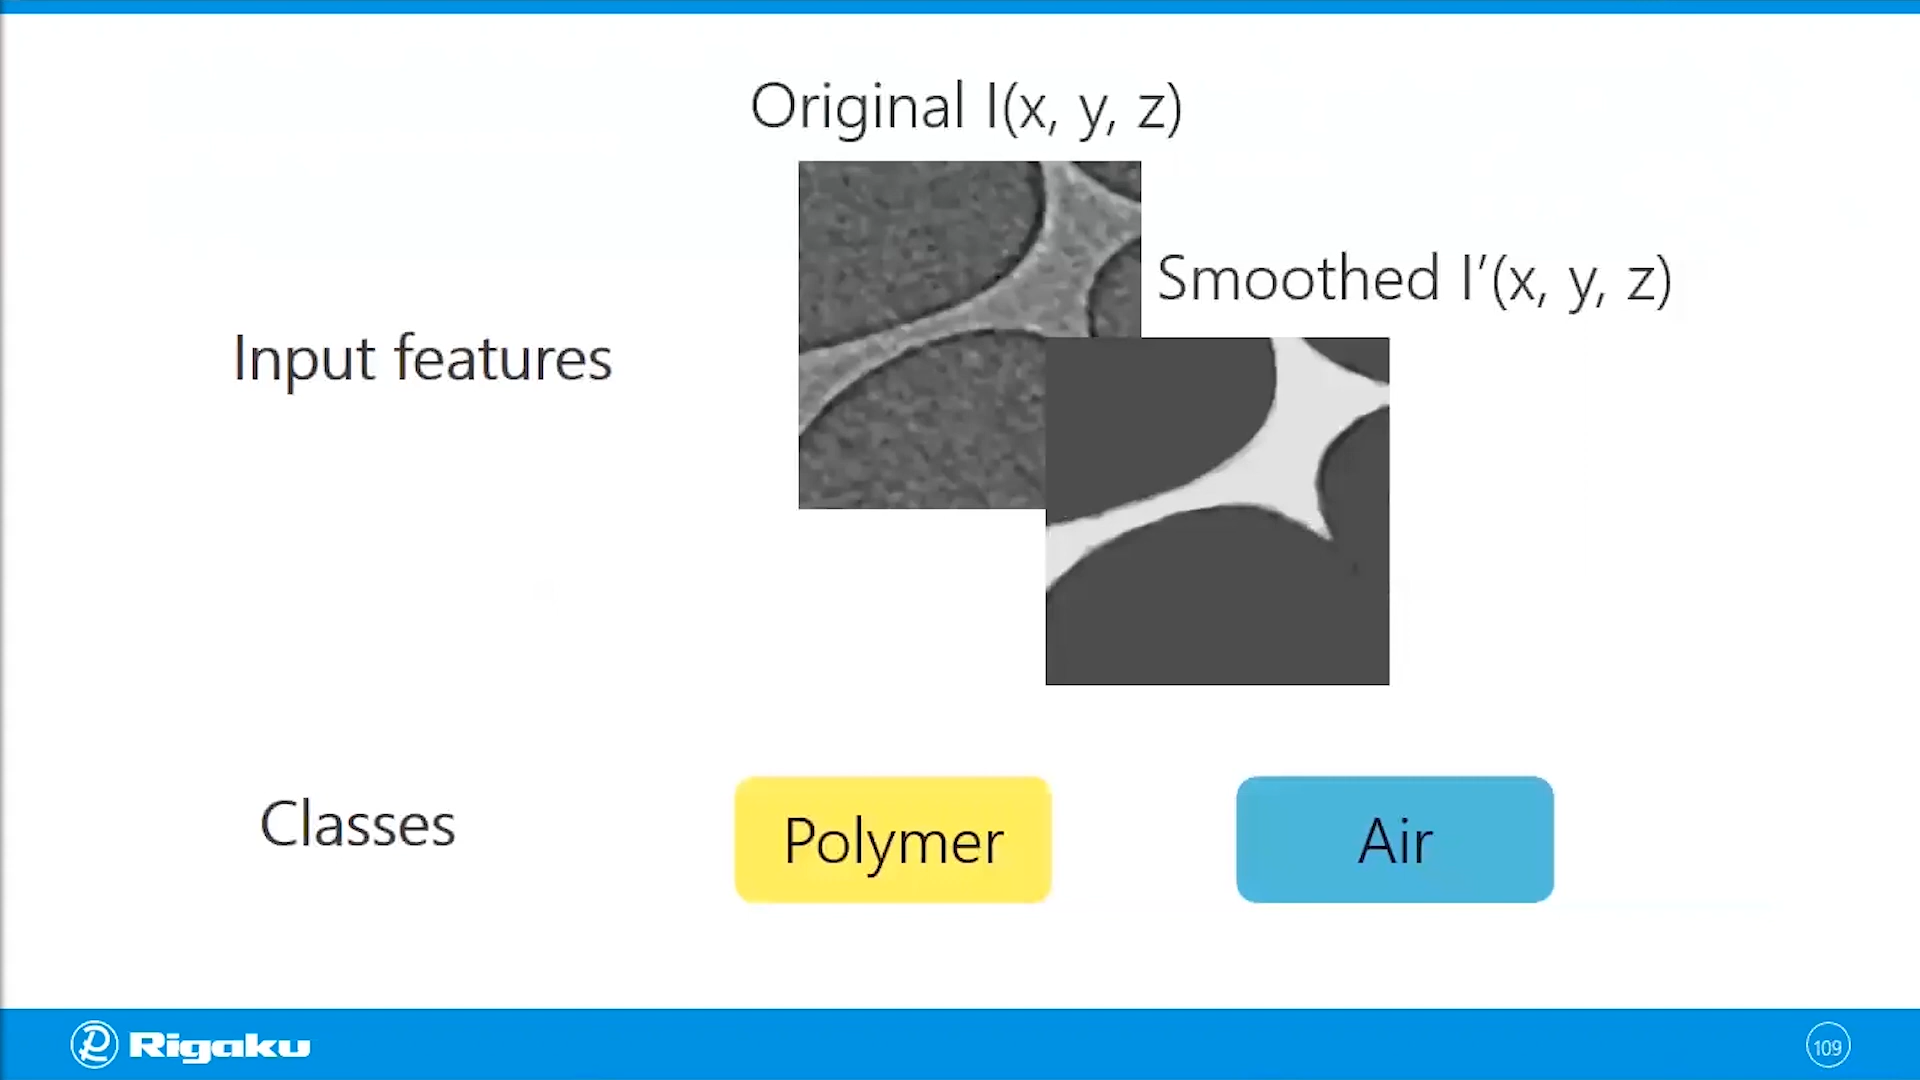 Original I(x, y, z)
Smoothed I′(x, y, z)
Input features
Classes
Polymer
Air
Rigaku
109